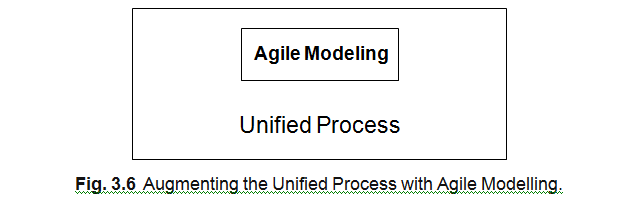 Agile Modeling
Unified Process
Fig. 3.6 Augmenting the Unified Process with Agile Modelling.